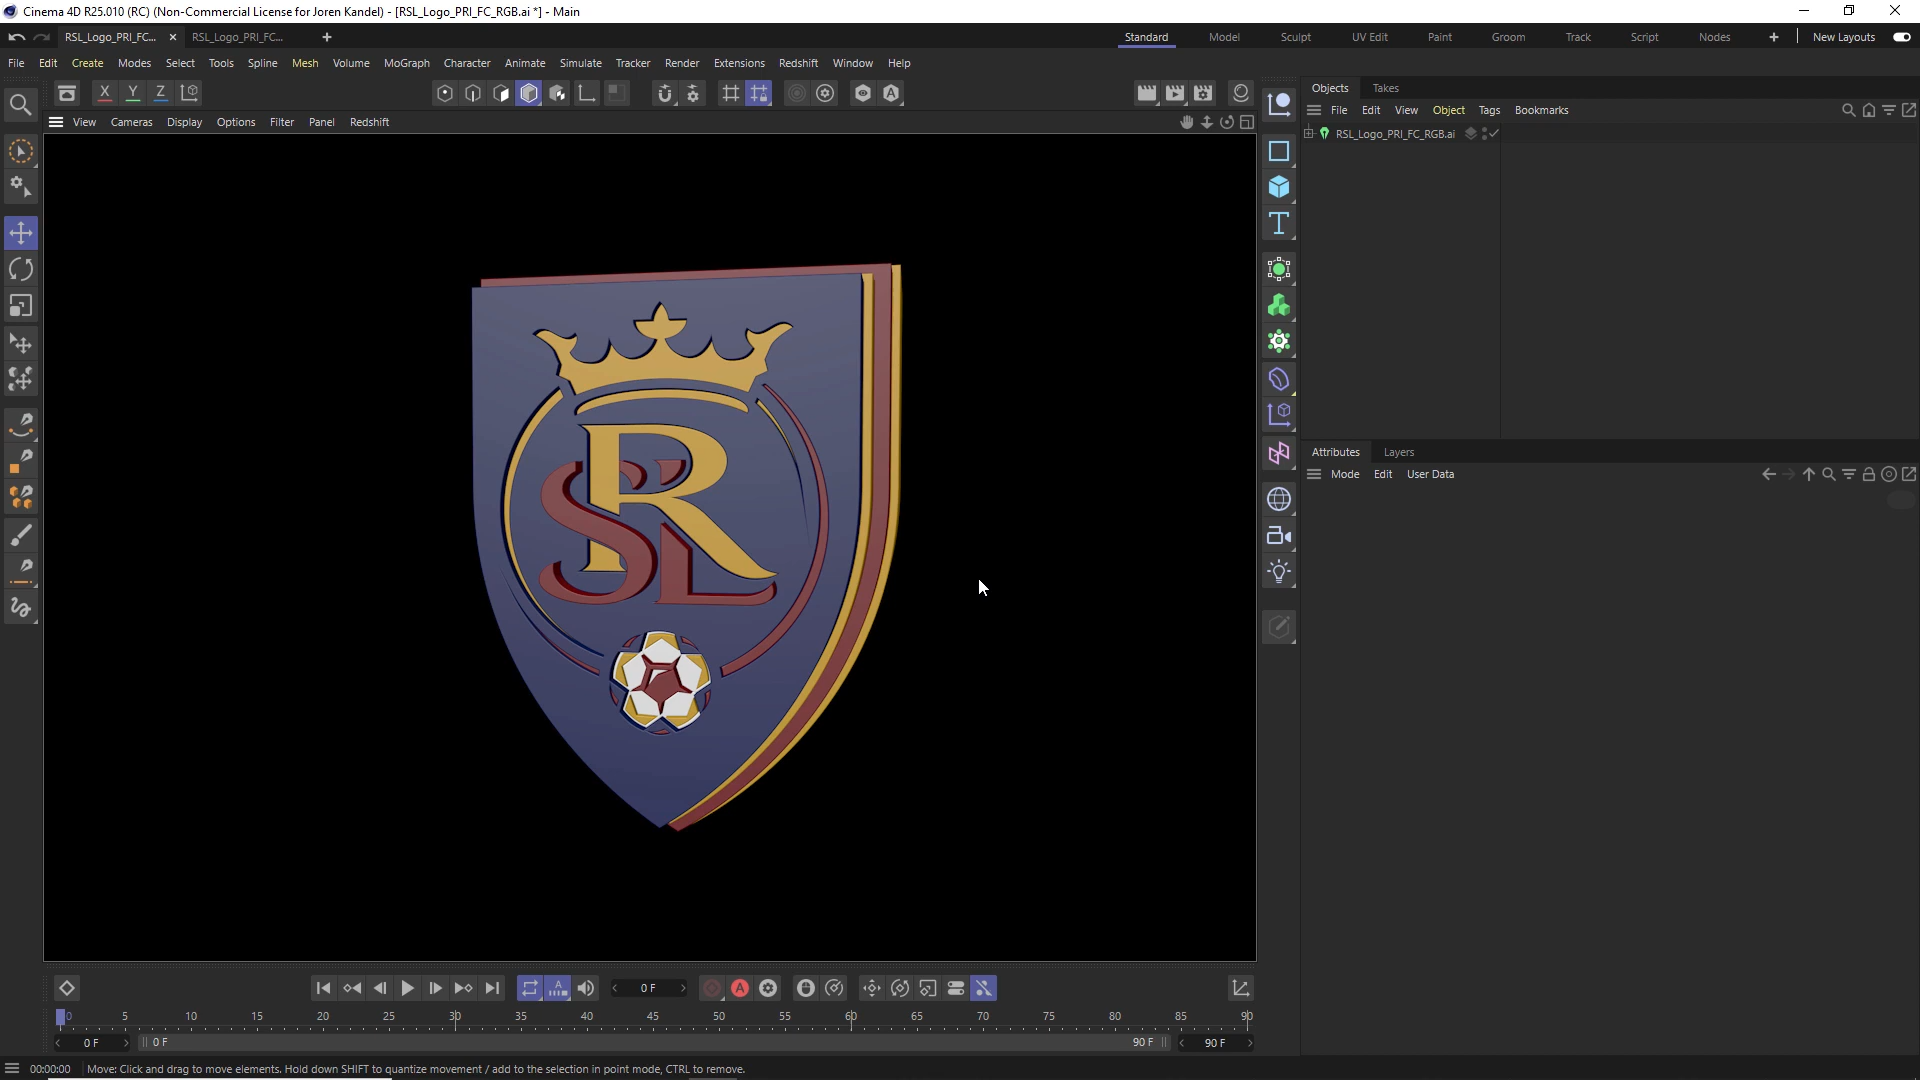 Cinema 4D R25.010 (RC) (Non-Commercial License for Joren Kandel) - [RSL_Logo_PRI_FC_RGB.ai *] - Main
RSL_Logo_PRI_FC... RSL_Logo_PRI_FC...
Standard Model Sculpt UV Edit Paint Groom Track Script Nodes New Layouts
File Edit Create Modes Select Tools Spline Mesh Volume MoGraph Character Animate Simulate Tracker Render Extensions Redshift Window Help
X Y Z
A
View Cameras Display Options Filter Panel Redshift
Objects Takes
File Edit View Object Tags Bookmarks
RSL_Logo_PRI_FC_RGB.ai
T
R
SL
Attributes Layers
Mode Edit User Data
A 0 F A
0 5 10 15 20 25 30 35 40 45 50 55 60 65 70 75 80 85 90
0 F 0 F 90 F 90 F
00:00:00 Move: Click and drag to move elements. Hold down SHIFT to quantize movement / add to the selection in point mode, CTRL to remove.